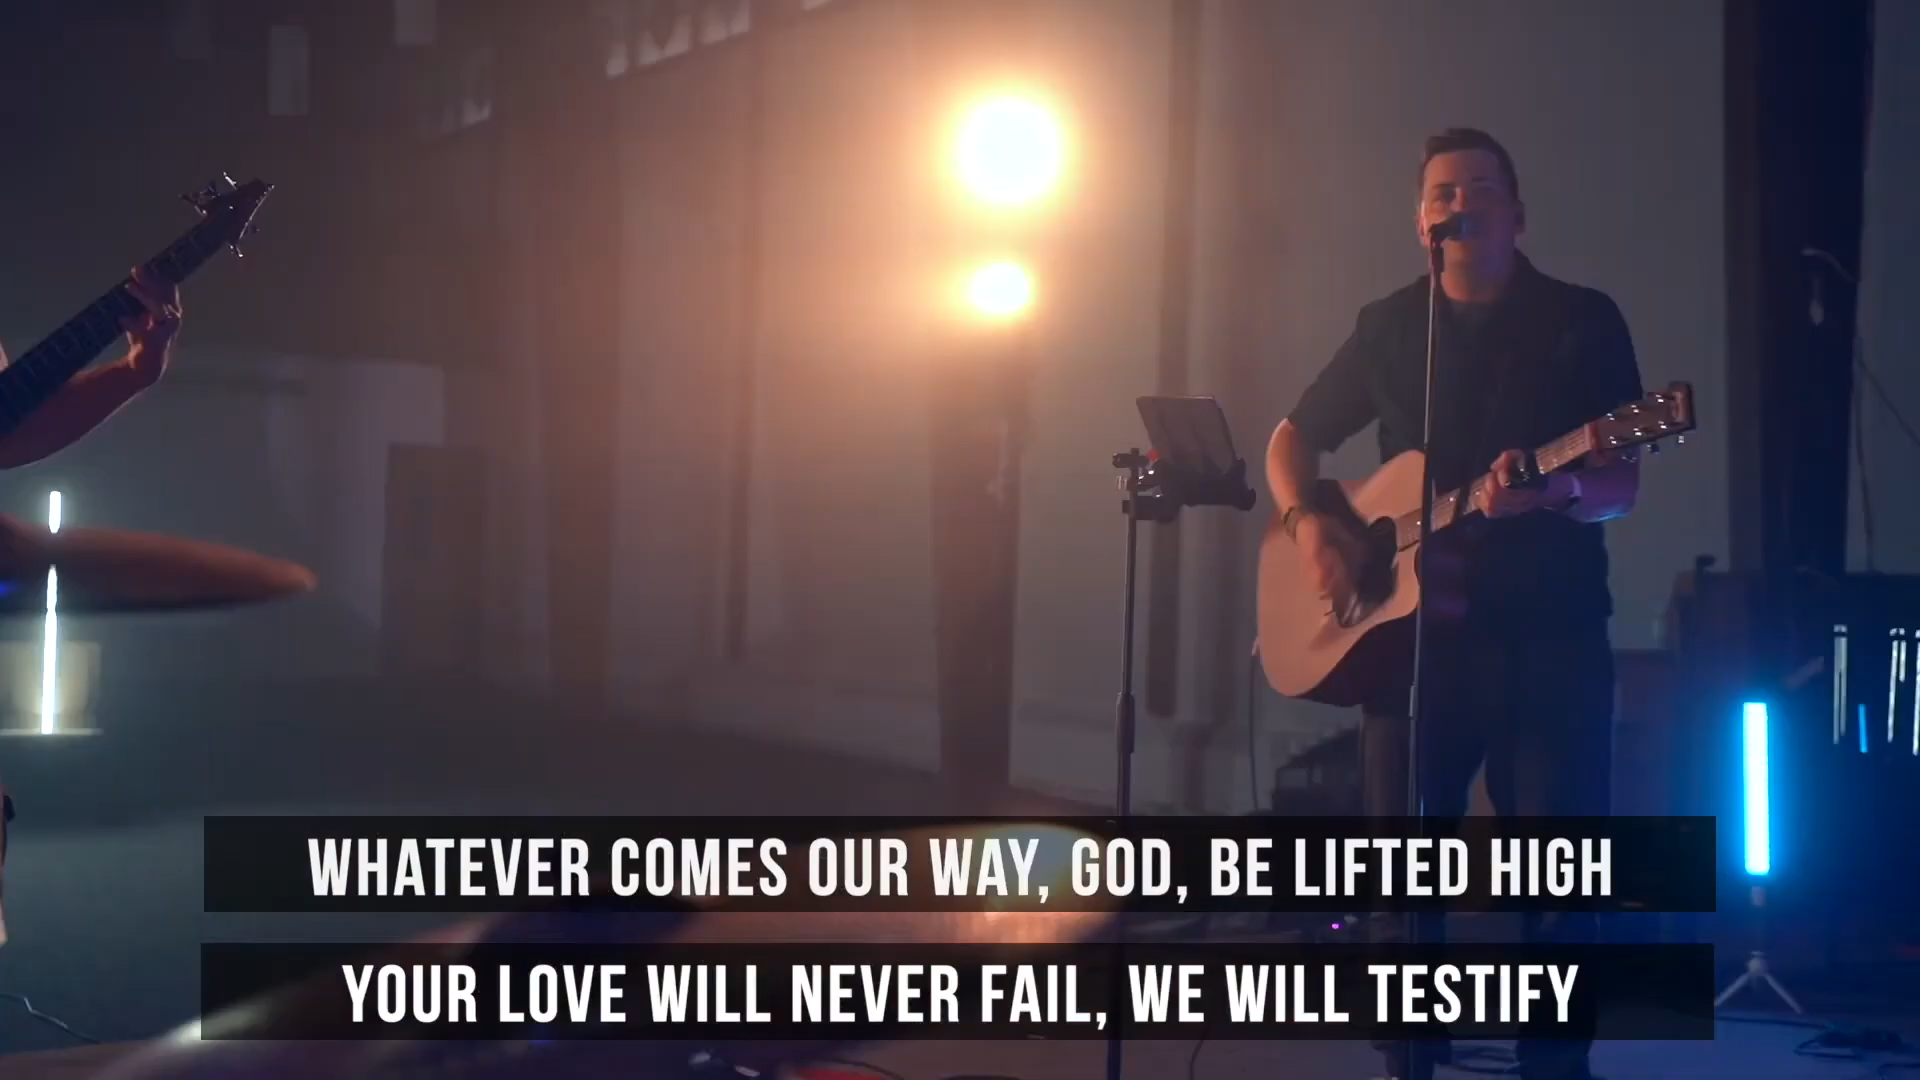 WHATEVER COMES OUR WAY, GOD, BE LIFTED HIGH
YOUR LOVE WILL NEVER FAIL, WE WILL TESTIFY